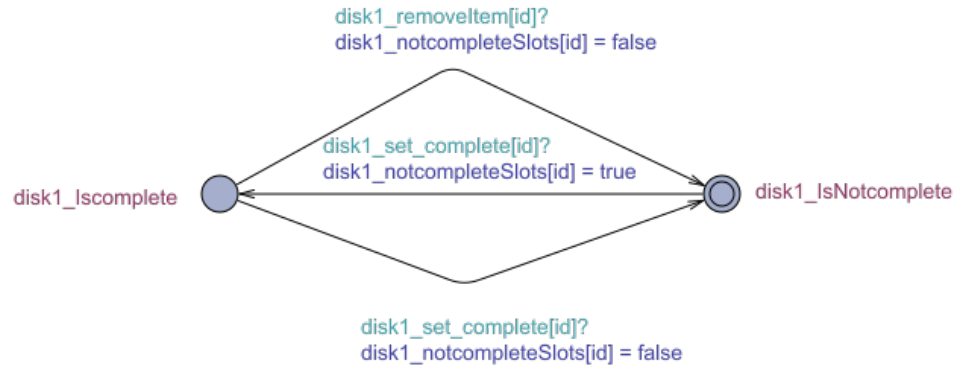 disk1_removeItem[id]?
disk1_notcompleteSlots[id] = false
disk1_set_complete[id]?
disk1_notcompleteSlots[id] = true
disk1_Iscomplete
disk1_IsNotcomplete
disk1_set_complete[id]?
disk1_notcompleteSlots[id] = false